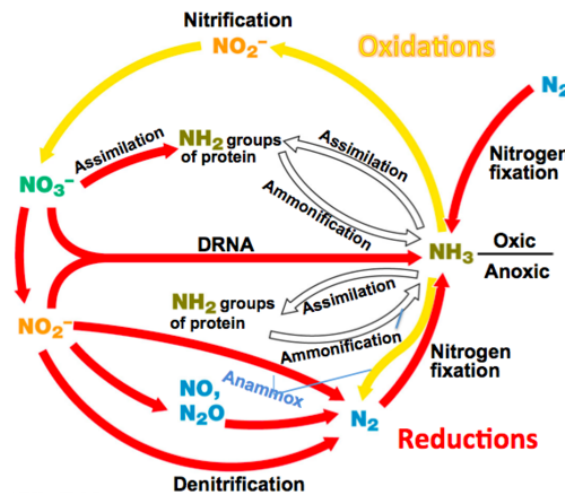 Nitrification
NO₂⁻
Oxidations
N₂
Assimilation
NH₂ groups
of protein
Assimilation
Ammonification
Nitrogen
fixation
NO₃⁻
DRNA
NH₃
Oxic
Anoxic
NO₂⁻
NH₂ groups
of protein
Assimilation
Ammonification
Nitrogen
fixation
Anammox
NO,
N₂O
N₂
Reductions
Denitrification